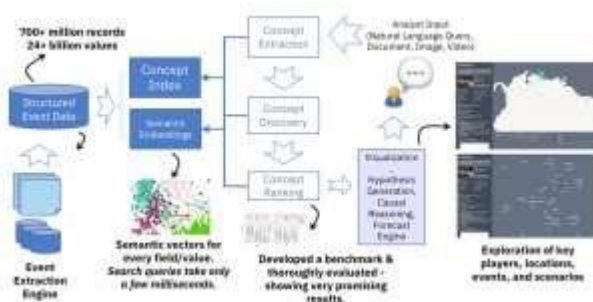 700+ million records
24+ billion values
Structured
Event Data
Event
Extraction
Engine
Concept
Index
Semantic
Embeddings
Semantic vectors for
every field/value.
Search queries take only
a few milliseconds.
Concept
Extraction
Concept
Discovery
Concept
Ranking
Developed a benchmark &
thoroughly evaluated -
showing very promising
results.
Analyst Input
(Natural Language Query,
Document, Image, Video)
Visualization
-
Hypothesis
Generation,
Causal
Reasoning,
Forecast
Engine
Exploration of key
players, locations,
events, and scenarios